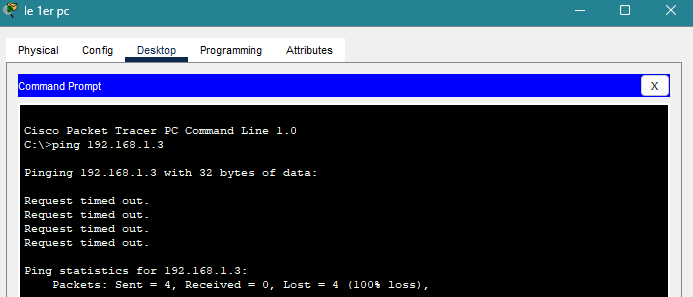 le 1er pc
Physical Config Desktop Programming Attributes
Command Prompt X
Cisco Packet Tracer PC Command Line 1.0
C:\>ping 192.168.1.3
Pinging 192.168.1.3 with 32 bytes of data:
Request timed out.
Request timed out.
Request timed out.
Request timed out.
Ping statistics for 192.168.1.3:
Packets: Sent = 4, Received = 0, Lost = 4 (100% loss),